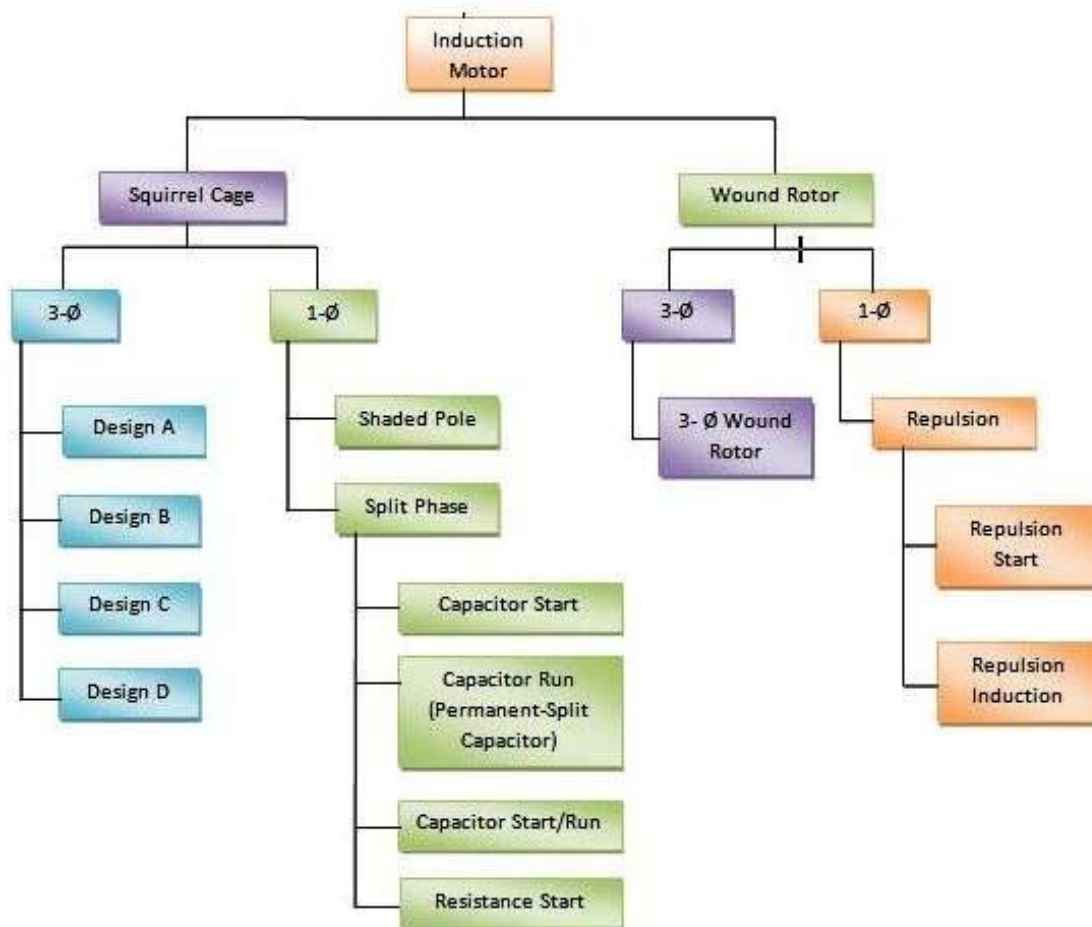 Induction
Motor
Squirrel Cage
Wound Rotor
3-Ø
1-Ø
3-Ø
1-Ø
Design A
Design B
Design C
Design D
Shaded Pole
Split Phase
Capacitor Start
Capacitor Run
(Permanent-Split
Capacitor)
Capacitor Start/Run
Resistance Start
3- Ø Wound
Rotor
Repulsion
Repulsion
Start
Repulsion
Induction